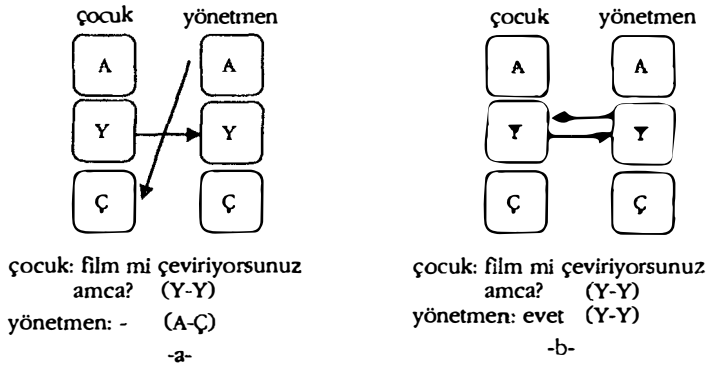 çocuk yönetmen
A A
Y Y
Ç Ç
çocuk: film mi çeviriyorsunuz
amca? (Y-Y)
yönetmen: - (A-Ç)
-a-
çocuk yönetmen
A A
Y Y
Ç Ç
çocuk: film mi çeviriyorsunuz
amca? (Y-Y)
yönetmen: evet (Y-Y)
-b-